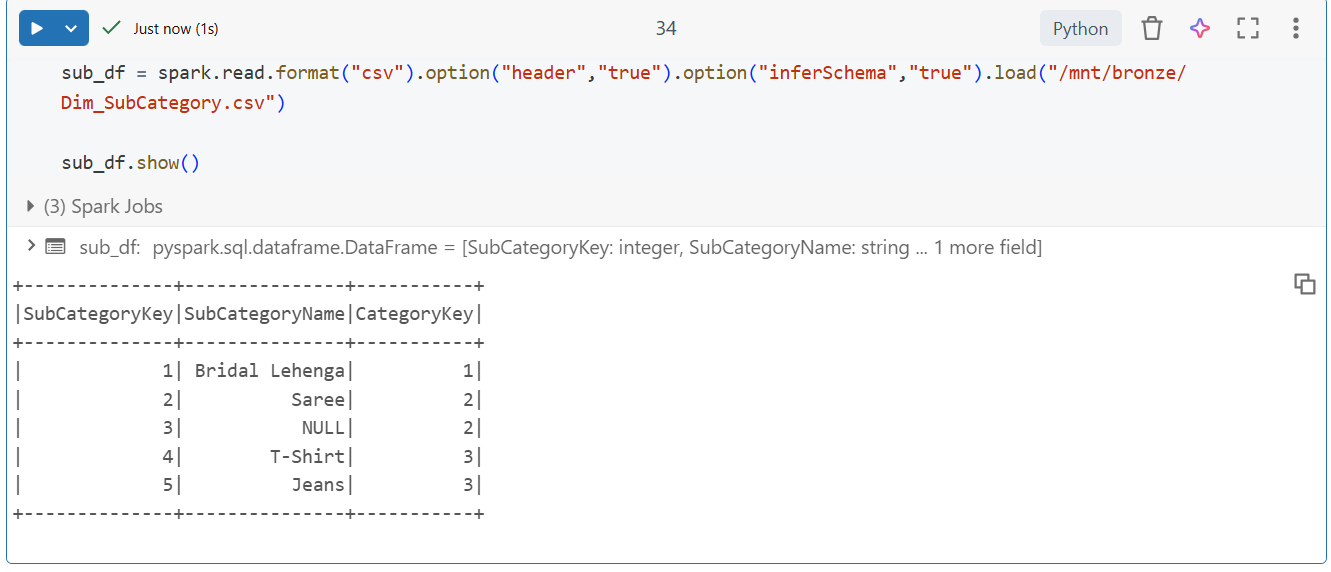 Just now (1s)
34
Python
sub_df = spark.read.format("csv").option("header","true").option("inferSchema","true").load("/mnt/bronze/
Dim_SubCategory.csv")
sub_df.show()
(3) Spark Jobs
sub_df: pyspark.sql.dataframe.DataFrame = [SubCategoryKey: integer, SubCategoryName: string ... 1 more field]
+--------------+---------------+-----------+
|SubCategoryKey|SubCategoryName|CategoryKey|
+--------------+---------------+-----------+
|             1| Bridal Lehenga|          1|
|             2|          Saree|          2|
|             3|           NULL|          2|
|             4|        T-Shirt|          3|
|             5|          Jeans|          3|
+--------------+---------------+-----------+